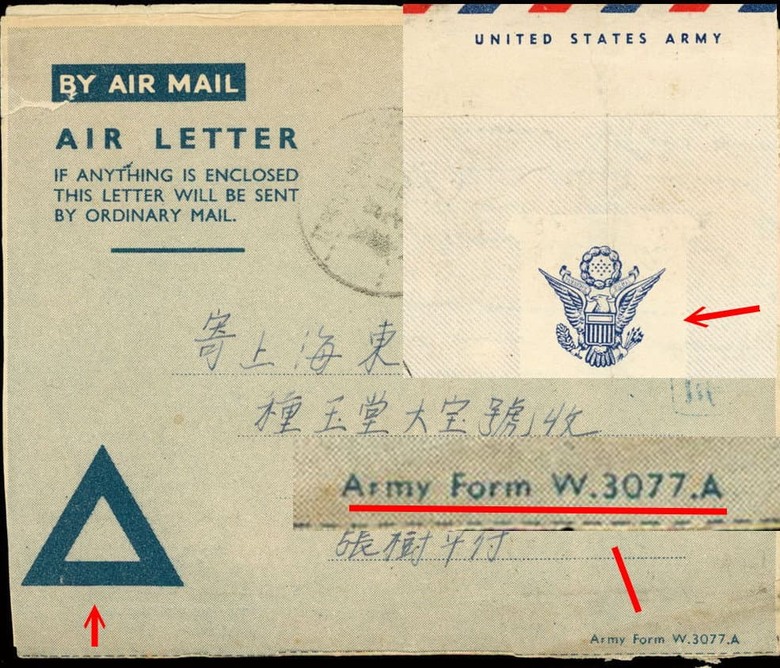 BY AIR MAIL
AIR LETTER
IF ANYTHING IS ENCLOSED
THIS LETTER WILL BE SENT
BY ORDINARY MAIL.
UNITED STATES ARMY
寄上海東
種玉堂大宝號收
Army Form W.3077.A
張樹平付
Army Form W.3077.A